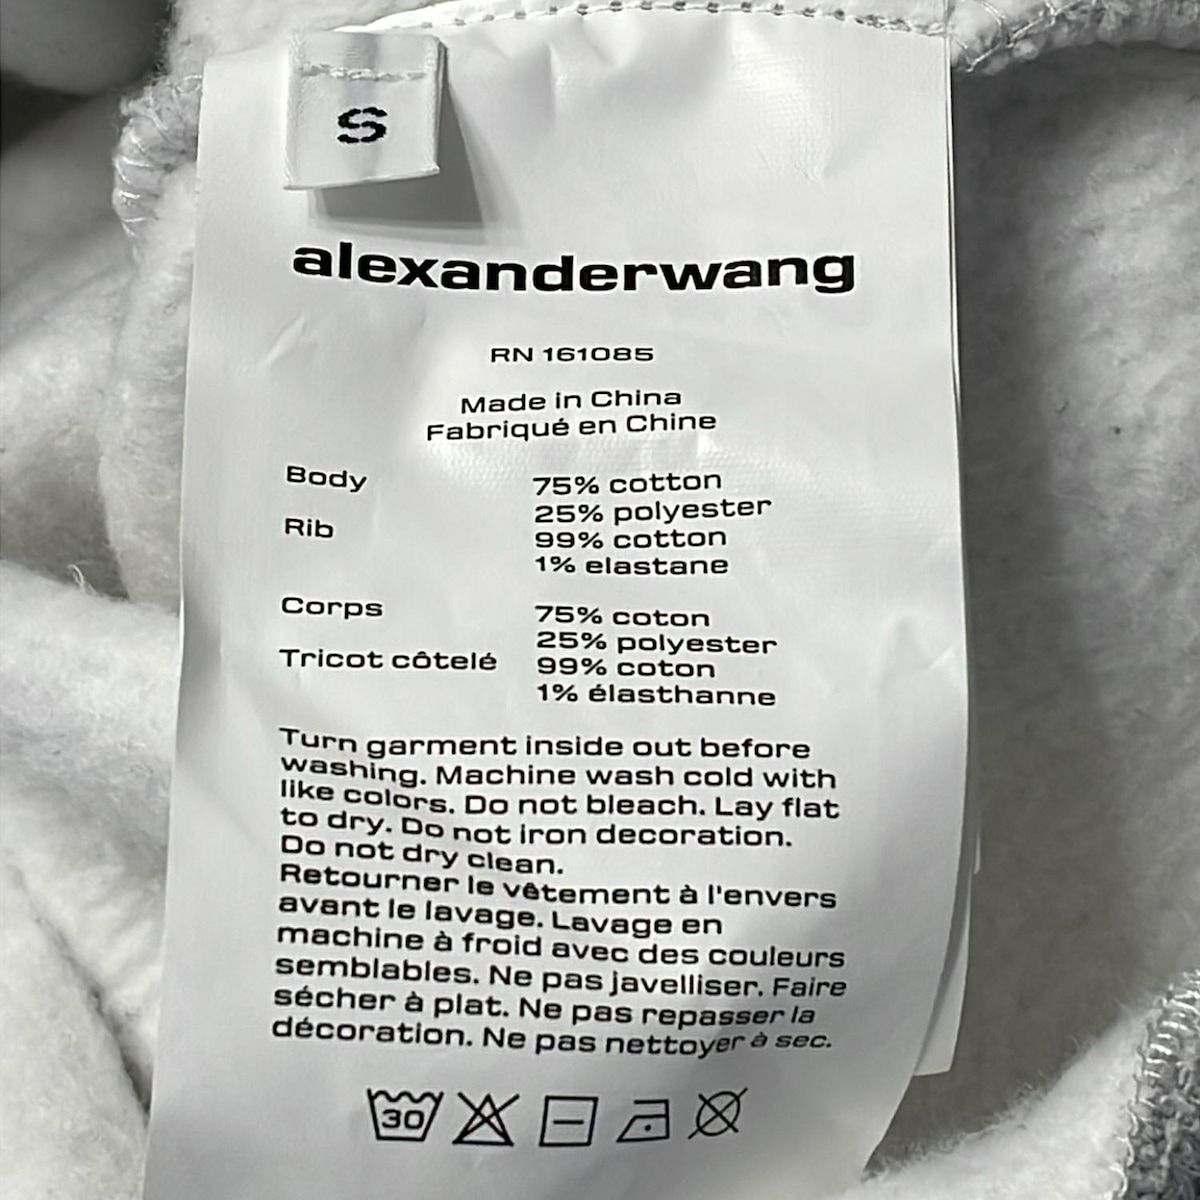 S
alexanderwang
RN 161085
Made in China
Fabriqué en Chine
Body 75% cotton
25% polyester
Rib 99% cotton
1% elastane
Corps 75% coton
25% polyester
Tricot côtelé 99% coton
1% élasthanne
Turn garment inside out before
washing. Machine wash cold with
like colors. Do not bleach. Lay flat
to dry. Do not iron decoration.
Do not dry clean.
Retourner le vêtement à l'envers
avant le lavage. Lavage en
machine à froid avec des couleurs
semblables. Ne pas javelliser. Faire
sécher à plat. Ne pas repasser la
décoration. Ne pas nettoyer à sec.
30